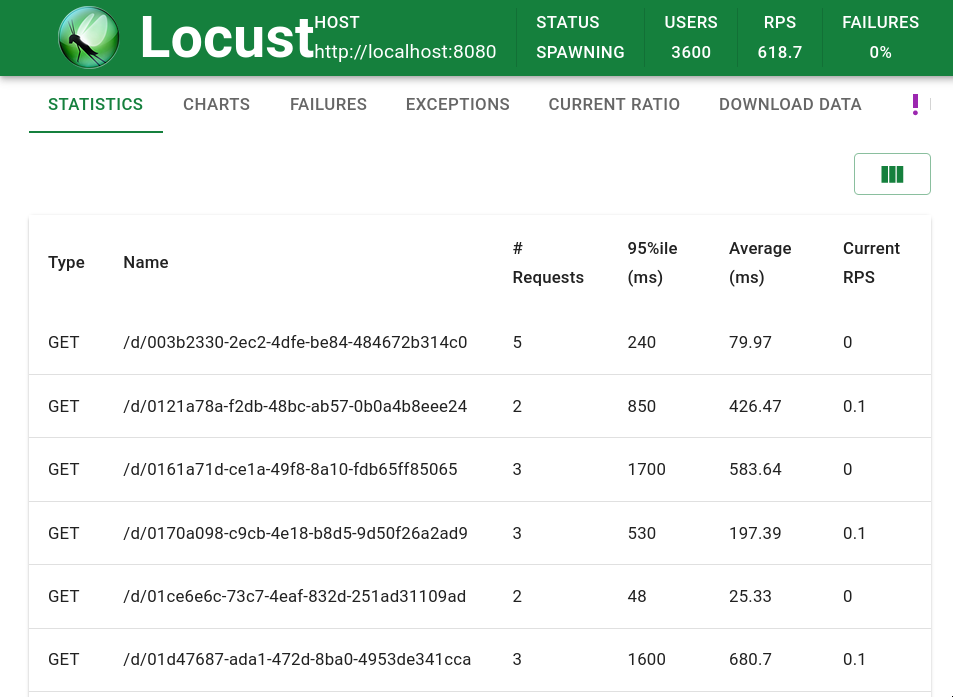 Locust
HOST
http://localhost:8080
STATUS
SPAWNING
USERS
3600
RPS
618.7
FAILURES
0%
STATISTICS CHARTS FAILURES EXCEPTIONS CURRENT RATIO DOWNLOAD DATA
Type Name # Requests 95%ile (ms) Average (ms) Current RPS
GET /d/003b2330-2ec2-4dfe-be84-484672b314c0 5 240 79.97 0
GET /d/0121a78a-f2db-48bc-ab57-0b0a4b8eee24 2 850 426.47 0.1
GET /d/0161a71d-ce1a-49f8-8a10-fdb65ff85065 3 1700 583.64 0
GET /d/0170a098-c9cb-4e18-b8d5-9d50f26a2ad9 3 530 197.39 0.1
GET /d/01ce6e6c-73c7-4eaf-832d-251ad31109ad 2 48 25.33 0
GET /d/01d47687-ada1-472d-8ba0-4953de341cca 3 1600 680.7 0.1